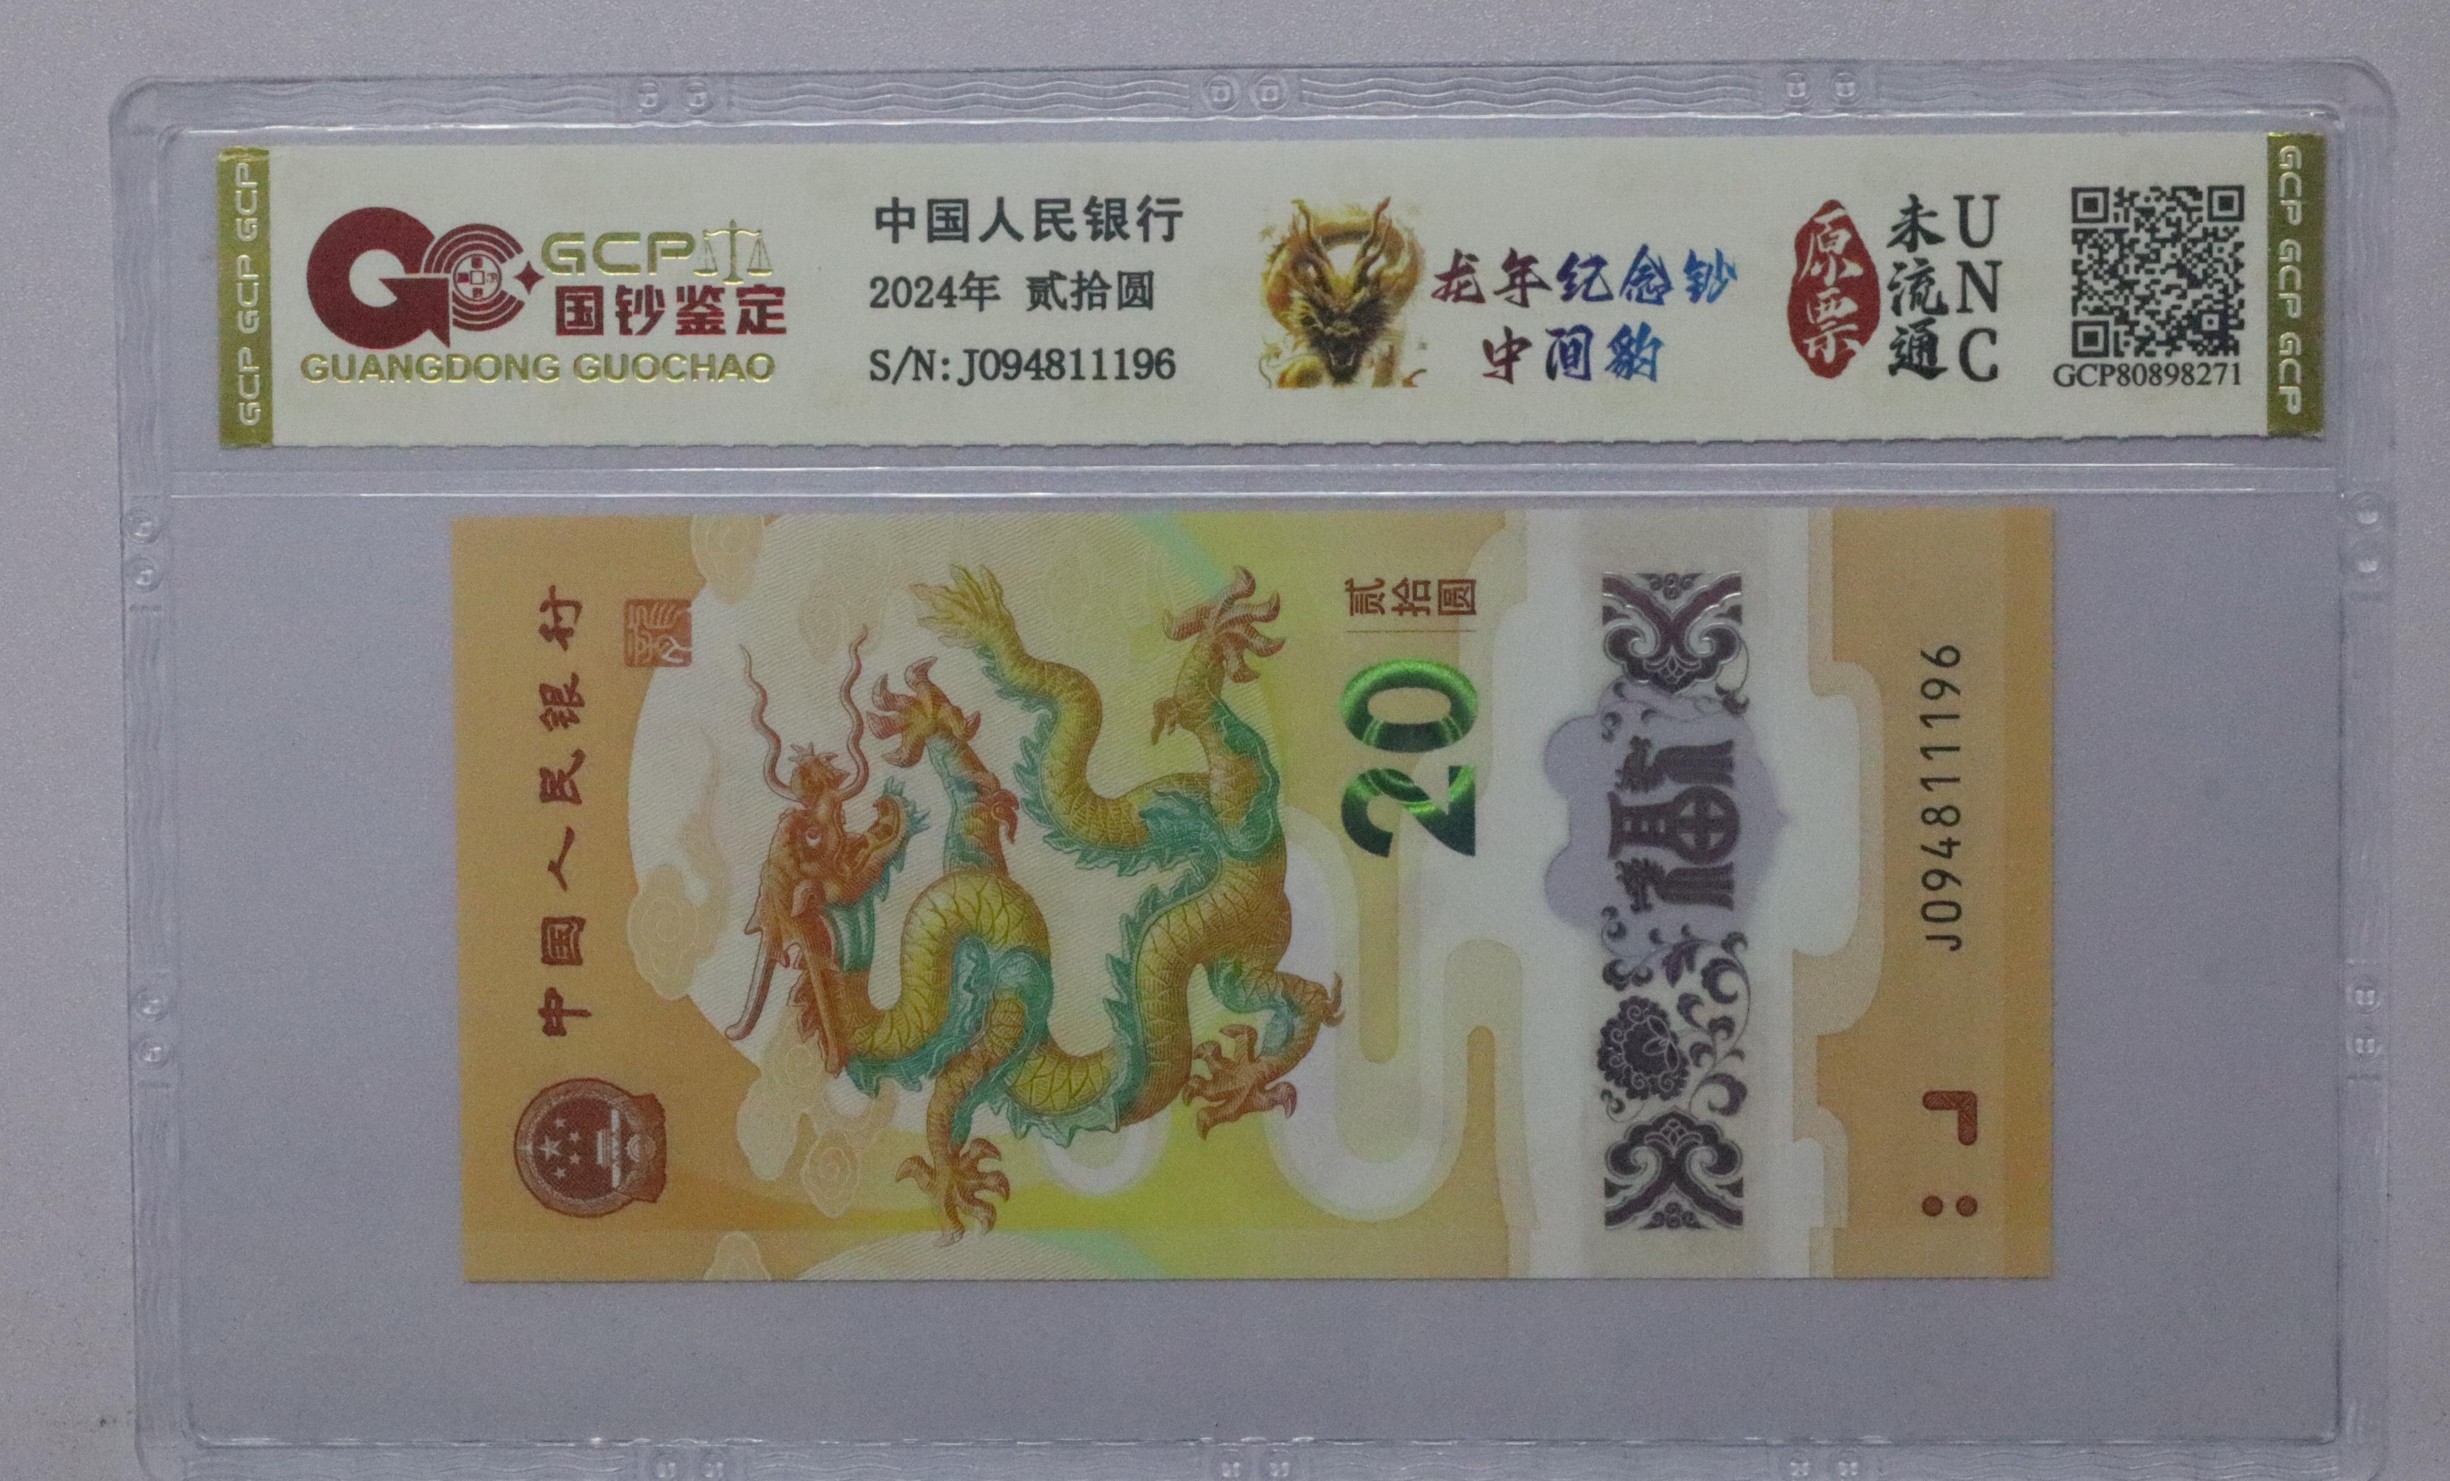 GCP GCP GCP
GCP
国钞鉴定
GUANGDONG GUOCHAO
中国人民银行
2024年 贰拾圆
S/N:J094811196
龙年纪念钞
中间豹
原票
未流通
UNC
GCP80898271
GCP GCP GCP
中国人民银行
贰拾圆
20
福
J094811196